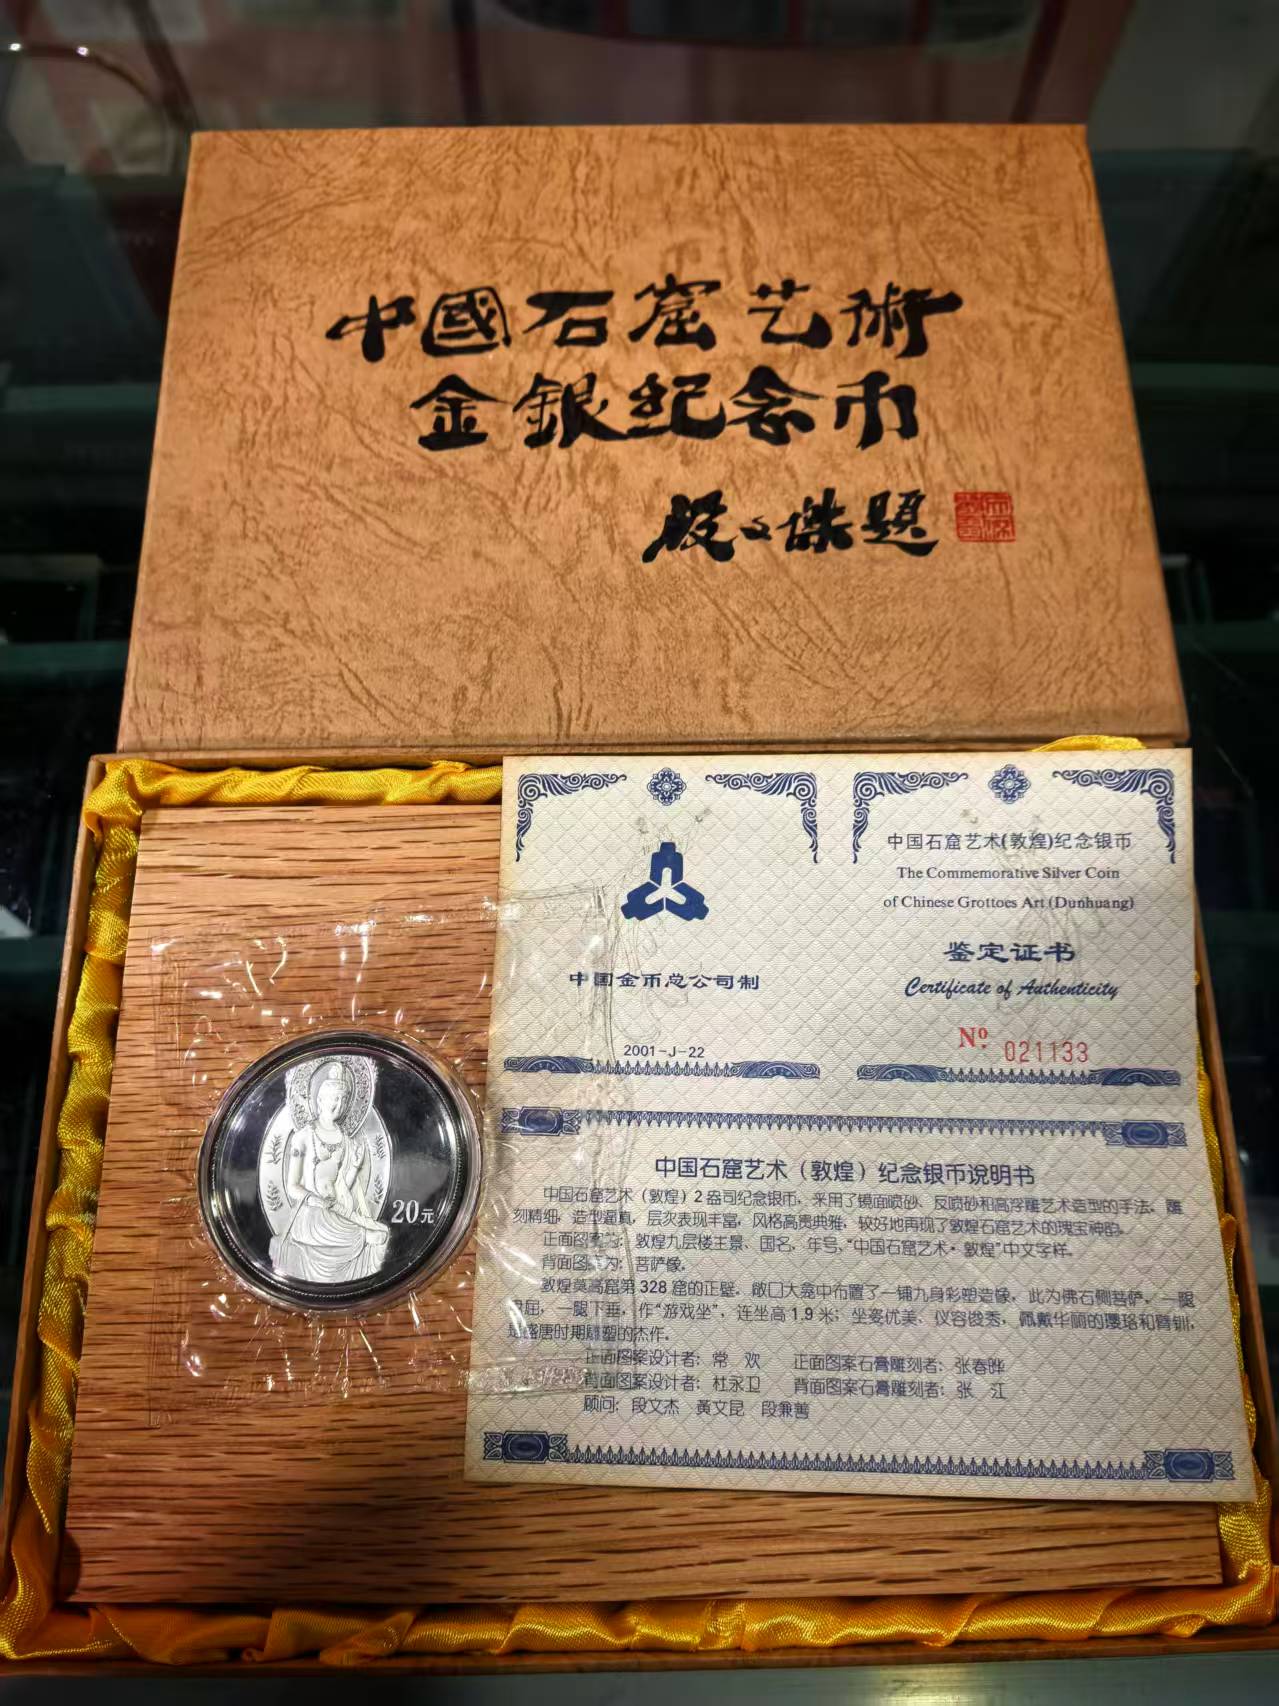 中國石窟艺術
金銀紀念币
段文傑題
中国金币总公司制
2001-J-22
中国石窟艺术(敦煌)纪念银币
The Commemorative Silver Coin
of Chinese Grottoes Art (Dunhuang)
鉴定证书
Certificate of Authenticity
Nº. 021133
20元
中国石窟艺术（敦煌）纪念银币说明书
中国石窟艺术（敦煌）2盎司纪念银币，采用了镜面喷砂、反喷砂和高浮雕艺术造型的手法，雕
刻精细，造型逼真，层次表现丰富，风格高贵典雅，较好地再现了敦煌石窟艺术的瑰宝神韵。
正面图案为：敦煌九层楼主景、国名、年号，“中国石窟艺术·敦煌”中文字样。
背面图案为：菩萨像。
敦煌莫高窟第328窟的正壁，敞口大龛中布置了一铺九身彩塑造像，此为佛右侧菩萨，一腿
屈，一腿下垂，作“游戏坐”，连坐高1.9米；坐姿优美、仪容俊秀，佩戴华丽的璎珞和臂钏，
是盛唐时期雕塑的杰作。
正面图案设计者：常 欢 正面图案石膏雕刻者：张春晔
背面图案设计者：杜永卫 背面图案石膏雕刻者：张 江
顾问：段文杰 黄文昆 段兼善